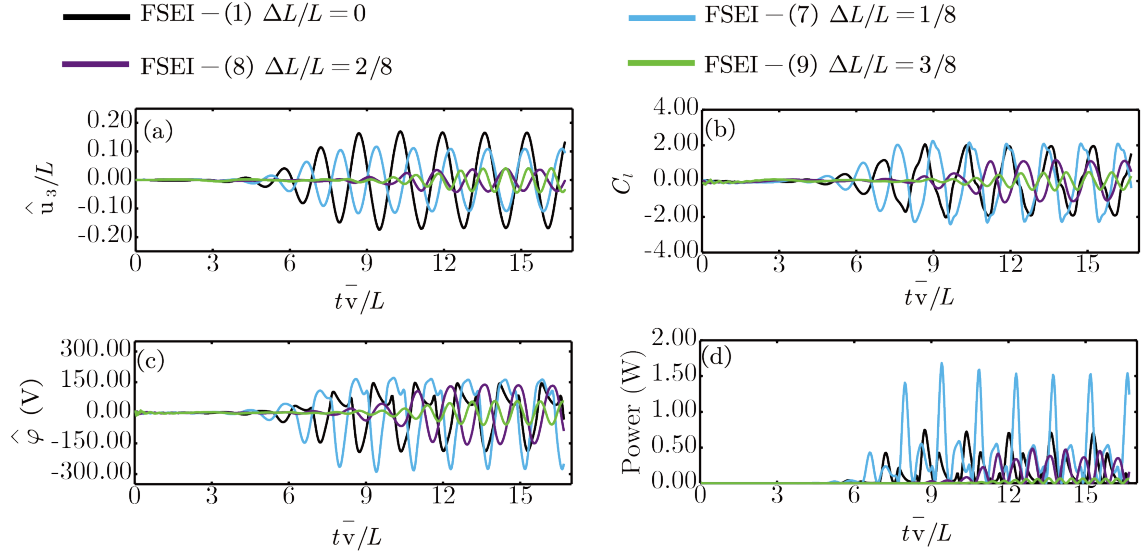 FSEI – (1) ΔL/L = 0
FSEI – (7) ΔL/L = 1/8
FSEI – (8) ΔL/L = 2/8
FSEI – (9) ΔL/L = 3/8
(a)
0.20
0.10
0.00
-0.10
-0.20
û₃/L
0 3 6 9 12 15
tv̄/L
(b)
4.00
2.00
0.00
-2.00
-4.00
Cₗ
0 3 6 9 12 15
tv̄/L
(c)
300.00
150.00
0.00
-150.00
-300.00
φ̂ (V)
0 3 6 9 12 15
tv̄/L
(d)
2.00
1.50
1.00
0.50
0.00
Power (W)
0 3 6 9 12 15
tv̄/L